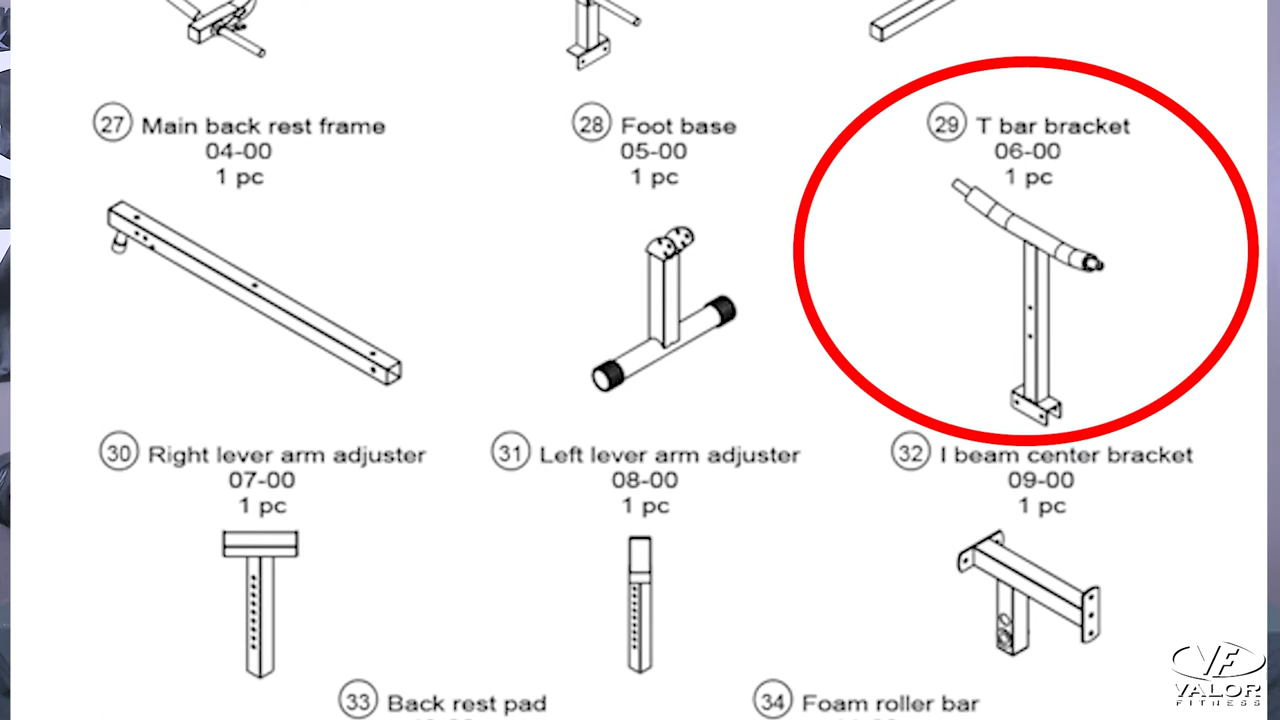 27 Main back rest frame
04-00
1 pc
28 Foot base
05-00
1 pc
29 T bar bracket
06-00
1 pc
30 Right lever arm adjuster
07-00
1 pc
31 Left lever arm adjuster
08-00
1 pc
32 I beam center bracket
09-00
1 pc
33 Back rest pad
34 Foam roller bar
VF
VALOR
FITNESS